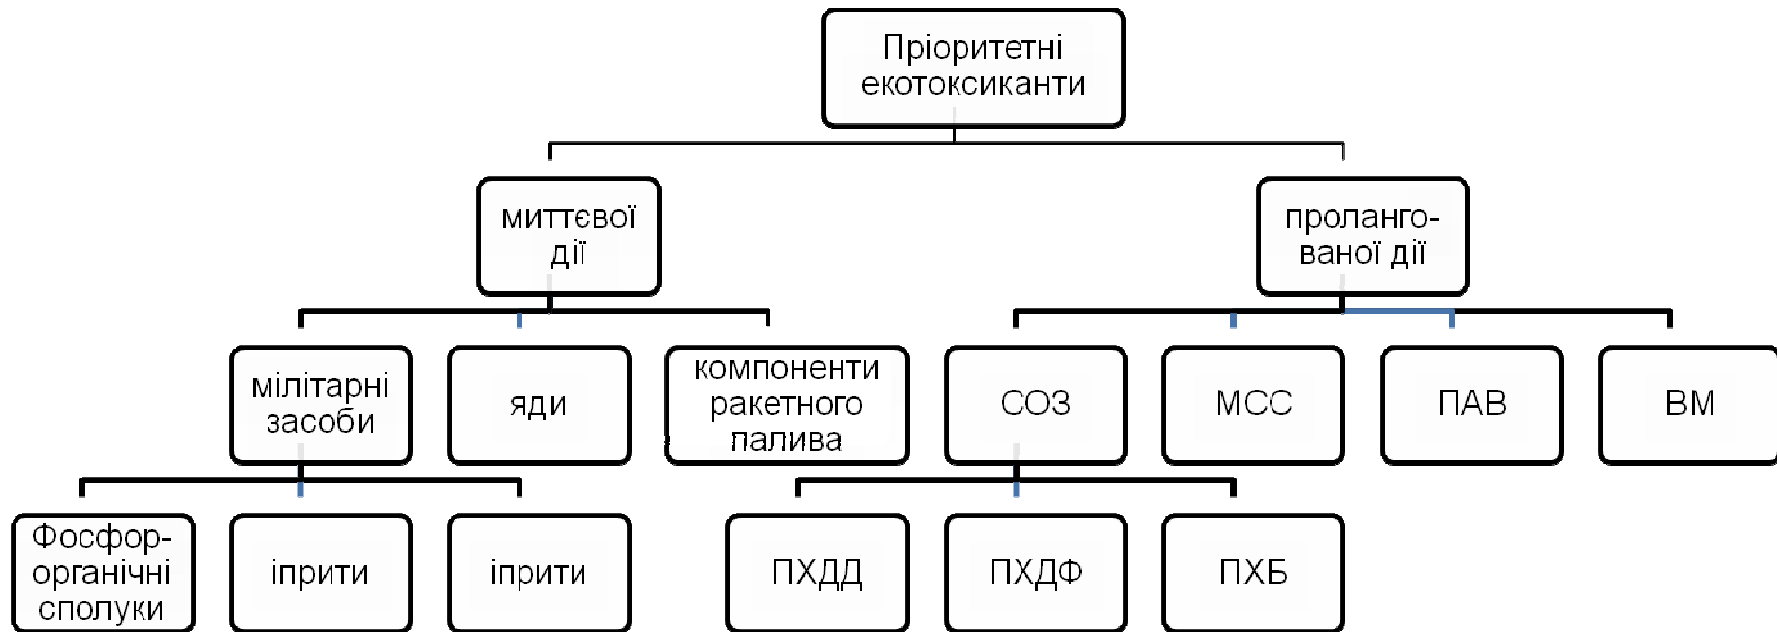 Пріоритетні
екотоксиканти
миттєвої
дії
проланго-
ваної дії
мілітарні
засоби
яди
компоненти
ракетного
палива
СОЗ
МСС
ПАВ
ВМ
Фосфор-
органічні
сполуки
іприти
іприти
ПХДД
ПХДФ
ПХБ